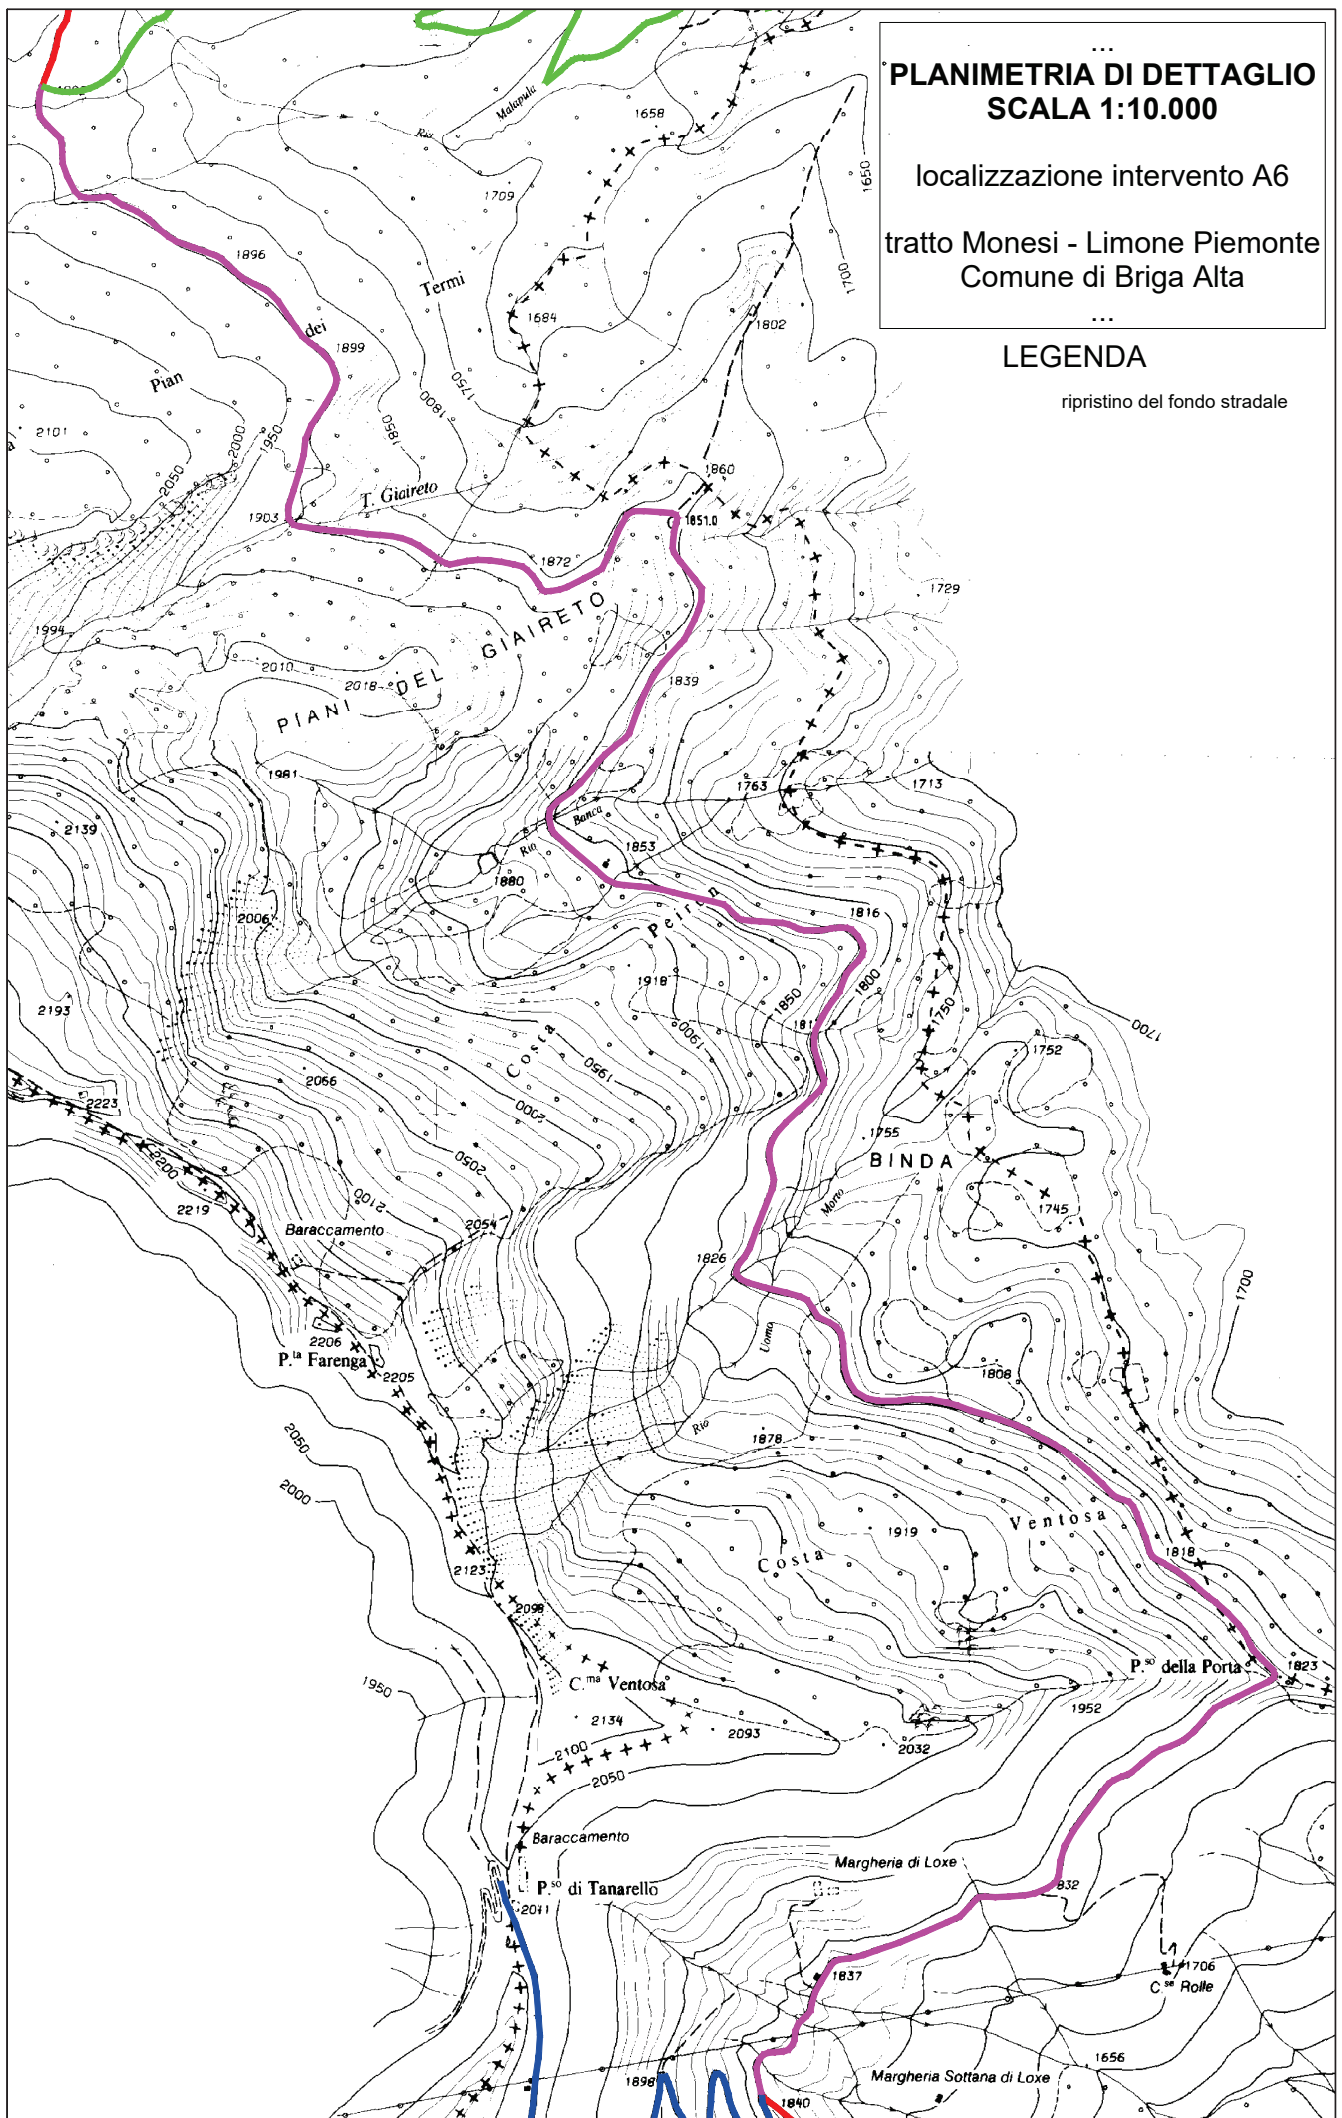 ...
PLANIMETRIA DI DETTAGLIO
SCALA 1:10.000
localizzazione intervento A6
tratto Monesi - Limone Piemonte
Comune di Briga Alta
...
LEGENDA
ripristino del fondo stradale
Rio
Malapula
1658
1709
1650
1896
Termi
1700
1684
1802
dei
1899
Pian
1750
1800
1850
2101
2000
1950
2050
1860
T. Giaireto
1903
1851.0
1872
1729
PIANI DEL GIAIRETO
1994
2010
2018
1839
1981
1763
1713
2139
Rio Banca
1853
1880
2006
Costa Peirun
1816
1918
1850
1800
1750
1900
2193
1700
1950
1752
2066
2000
2223
1755
BINDA
2200
2050
2100
2219
1745
Baraccamento
2054
Rio Uomo Morto
1826
1700
2206
P.ta Farenga
2205
1808
2050
1878
2000
Costa Ventosa
1919
1818
2123
2098
P.so della Porta
1823
C.ma Ventosa
1950
1952
2134
2093
2100
2032
2050
Baraccamento
Margheria di Loxe
P.so di Tanarello
2041
1837
1706
C.se Rolle
1898
1656
Margheria Sottana di Loxe
1840